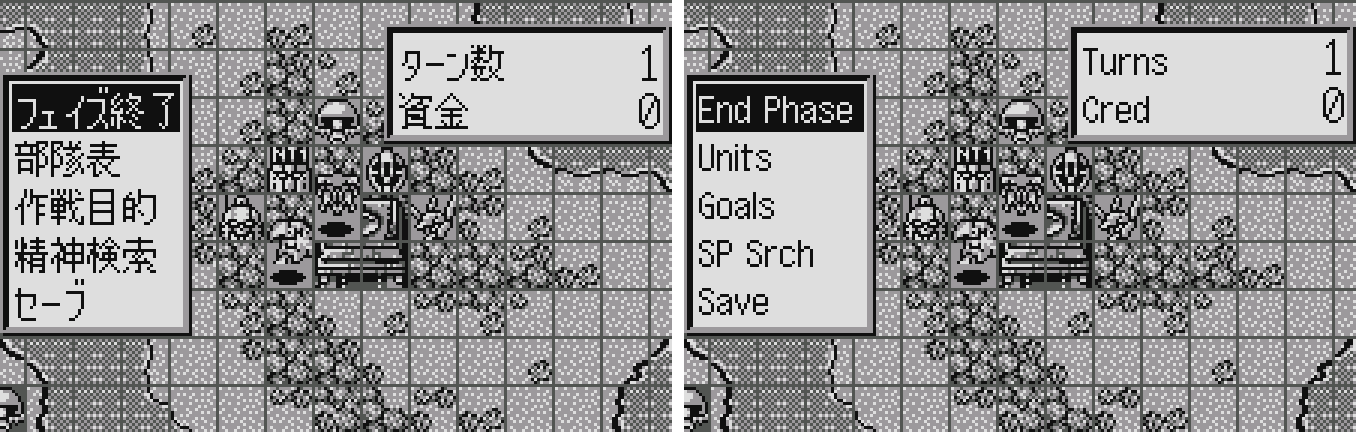 ターン数 1
資金 0
フェイズ終了
部隊表
作戦目的
精神検索
セーブ
Turns 1
Cred 0
End Phase
Units
Goals
SP Srch
Save